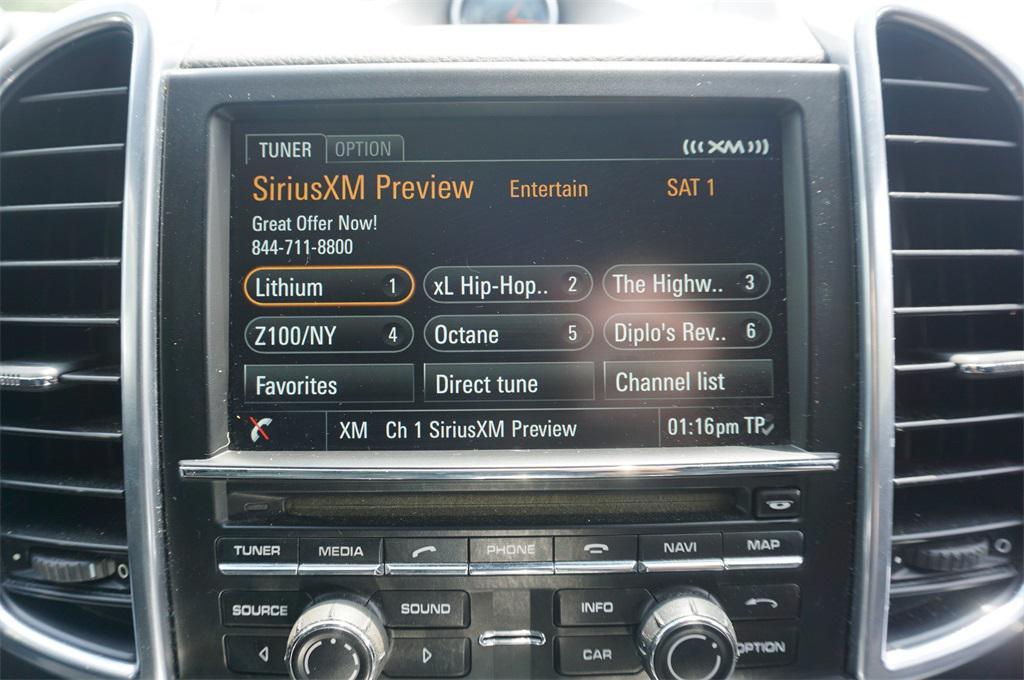 TUNER OPTION ((( XM )))
SiriusXM Preview Entertain SAT 1
Great Offer Now!
844-711-8800
Lithium 1 xL Hip-Hop.. 2 The Highw.. 3
Z100/NY 4 Octane 5 Diplo's Rev.. 6
Favorites Direct tune Channel list
XM Ch 1 SiriusXM Preview 01:16pm TP
TUNER MEDIA PHONE NAVI MAP
SOURCE SOUND INFO
CAR OPTION